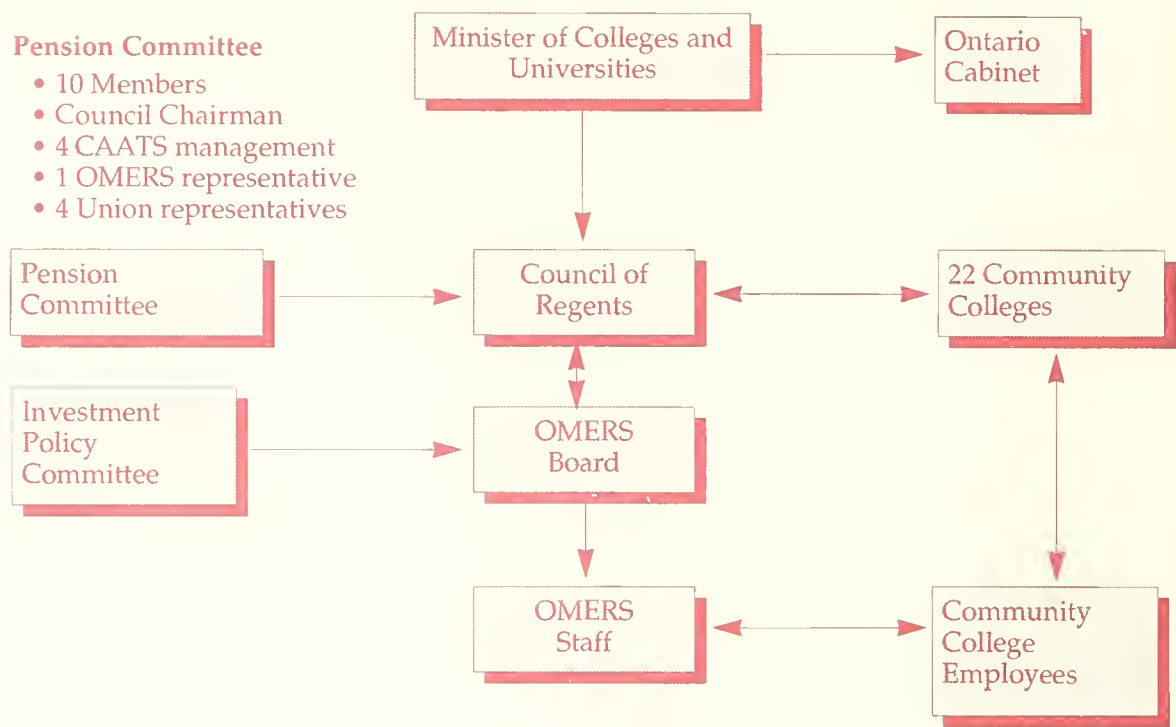 Pension Committee
• 10 Members
• Council Chairman
• 4 CAATS management
• 1 OMERS representative
• 4 Union representatives
Minister of Colleges and
Universities
Ontario
Cabinet
Pension
Committee
Council of
Regents
22 Community
Colleges
Investment
Policy
Committee
OMERS
Board
OMERS
Staff
Community
College
Employees